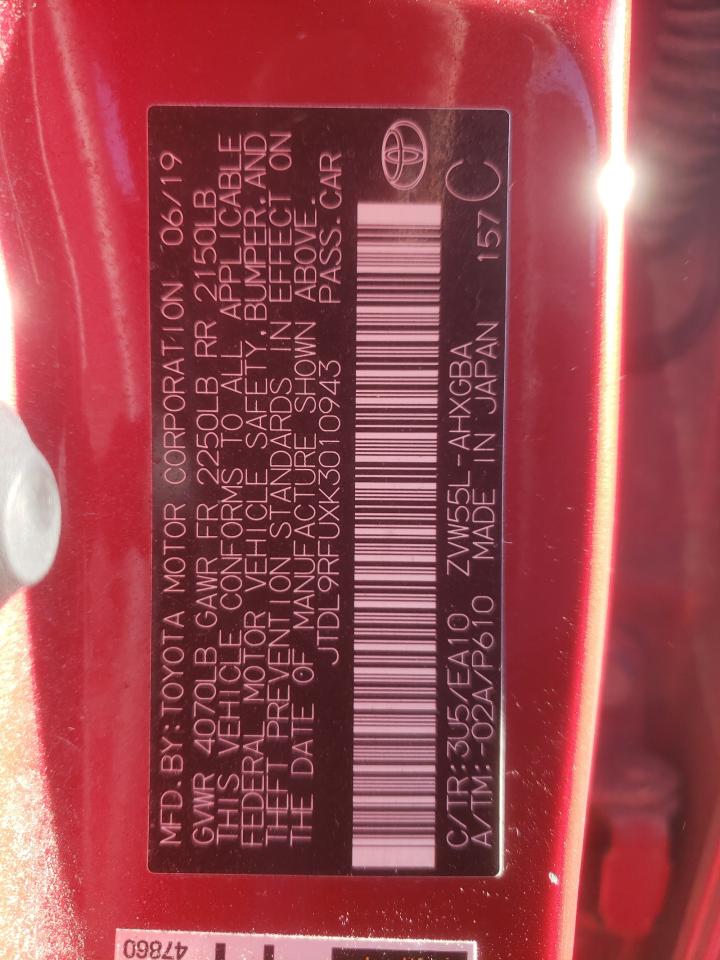 MFD. BY: TOYOTA MOTOR CORPORATION 06/19
GVWR 4070LB GAWR FR 2250LB RR 2150LB
THIS VEHICLE CONFORMS TO ALL APPLICABLE
FEDERAL MOTOR VEHICLE SAFETY, BUMPER, AND
THEFT PREVENTION STANDARDS IN EFFECT ON
THE DATE OF MANUFACTURE SHOWN ABOVE.
JTDL9RFUXK3010943 PASS. CAR
C/TR: 3U5/EA10 ZVW55L-AHXGBA
A/TM: -02A/P610 MADE IN JAPAN 157 C
47860